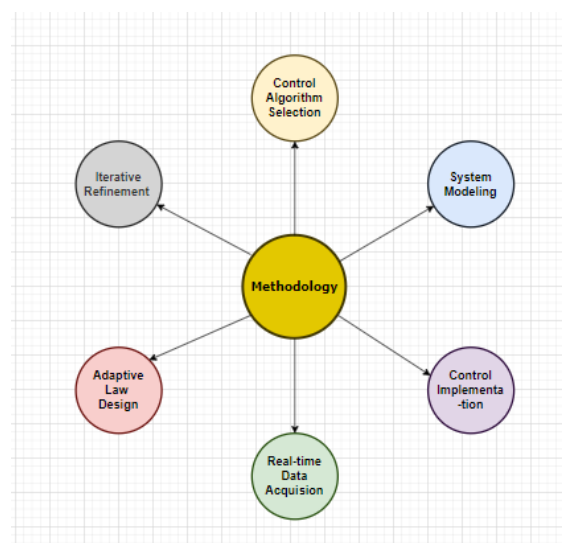 Control
Algorithm
Selection
Iterative
Refinement
System
Modeling
Methodology
Adaptive
Law
Design
Control
Implementa
-tion
Real-time
Data
Acquision